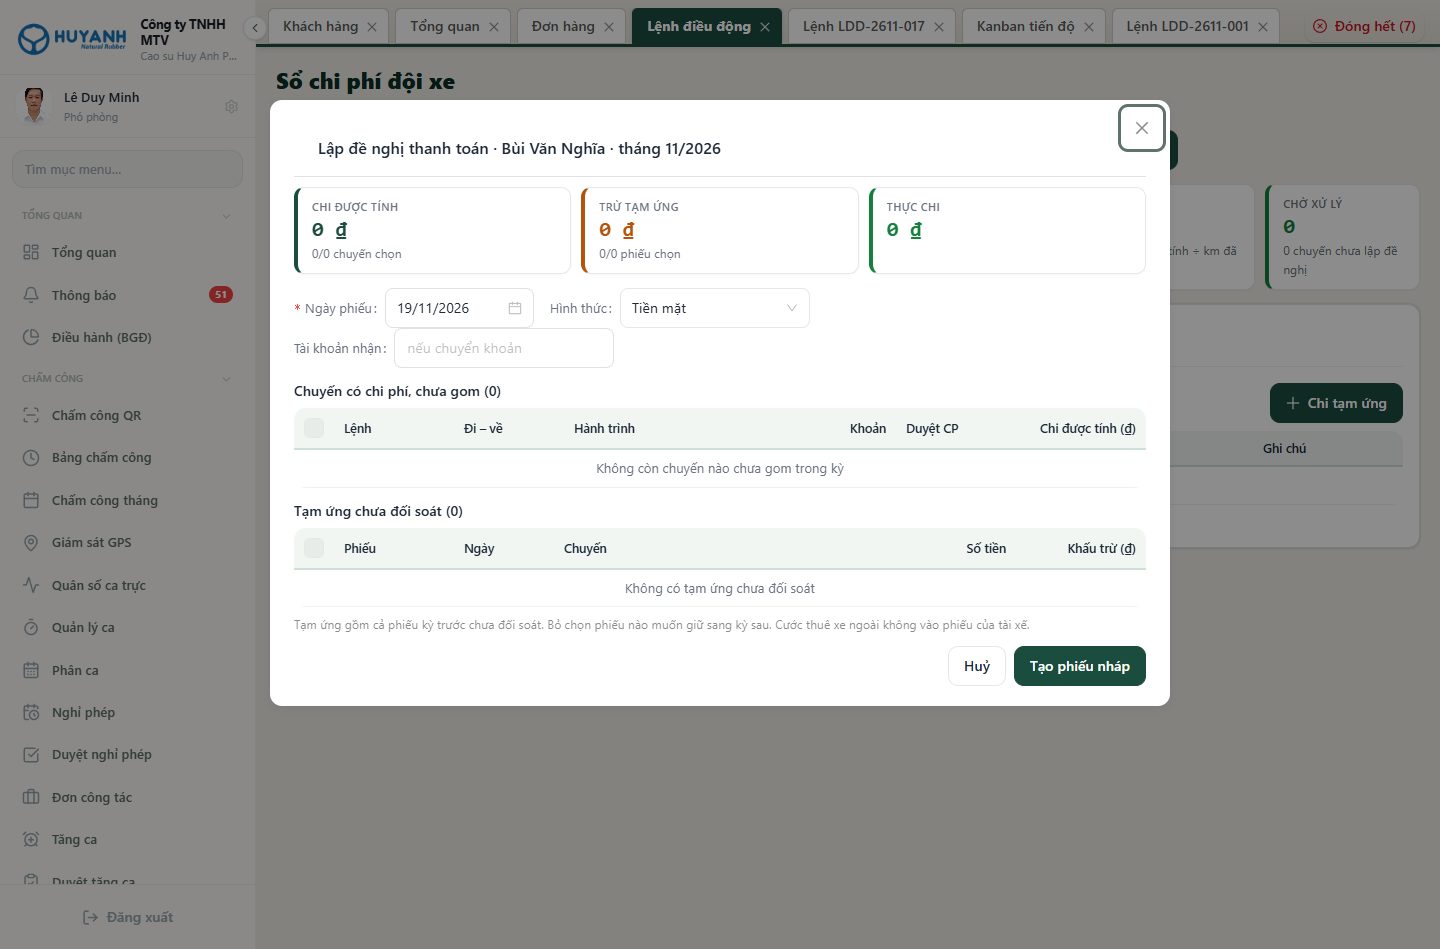 HUYANH
Natural Rubber
Công ty TNHH
MTV
Cao su Huy Anh P...
Khách hàng
Tổng quan
Đơn hàng
Lệnh điều động
Lệnh LDD-2611-017
Kanban tiến độ
Lệnh LDD-2611-001
Đóng hết (7)
Lê Duy Minh
Phó phòng
Tìm mục menu...
TỔNG QUAN
Tổng quan
Thông báo
51
Điều hành (BGĐ)
CHẤM CÔNG
Chấm công QR
Bảng chấm công
Chấm công tháng
Giám sát GPS
Quân số ca trực
Quản lý ca
Phân ca
Nghỉ phép
Duyệt nghỉ phép
Đơn công tác
Tăng ca
Duyệt tăng ca
Đăng xuất
Sổ chi phí đội xe
CHỜ XỬ LÝ
0
0 chuyến chưa lập đề
nghị
tính ÷ km đã
Chi tạm ứng
Ghi chú
Lập đề nghị thanh toán · Bùi Văn Nghĩa · tháng 11/2026
CHI ĐƯỢC TÍNH
0 ₫
0/0 chuyến chọn
TRỪ TẠM ỨNG
0 ₫
0/0 phiếu chọn
THỰC CHI
0 ₫
* Ngày phiếu: 19/11/2026
Hình thức: Tiền mặt
Tài khoản nhận: nếu chuyển khoản
Chuyến có chi phí, chưa gom (0)
Lệnh Đi – về Hành trình Khoản Duyệt CP Chi được tính (₫)
Không còn chuyến nào chưa gom trong kỳ
Tạm ứng chưa đối soát (0)
Phiếu Ngày Chuyến Số tiền Khấu trừ (₫)
Không có tạm ứng chưa đối soát
Tạm ứng gồm cả phiếu kỳ trước chưa đối soát. Bỏ chọn phiếu nào muốn giữ sang kỳ sau. Cước thuê xe ngoài không vào phiếu của tài xế.
Huỷ
Tạo phiếu nháp